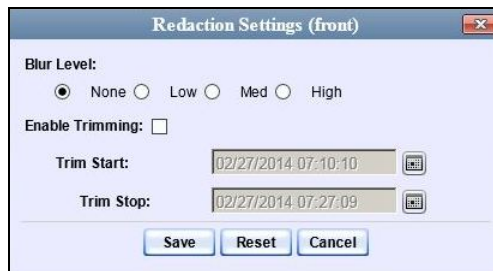 Redaction Settings (front)
Blur Level:
None Low Med High
Enable Trimming:
Trim Start: 02/27/2014 07:10:10
Trim Stop: 02/27/2014 07:27:09
Save Reset Cancel